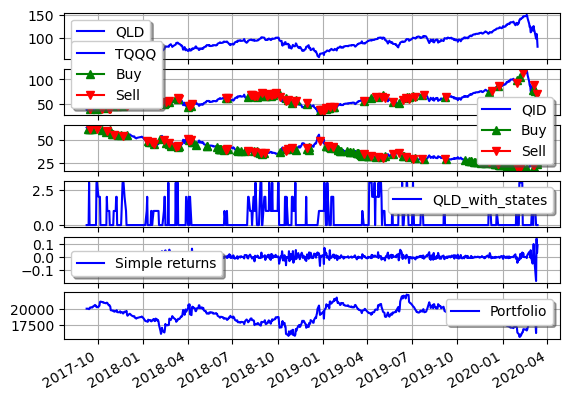 150
100
QLD
TQQQ
Buy
Sell
100
50
QID
Buy
Sell
50
25
2.5
0.0
QLD_with_states
0.1
0.0
−0.1
Simple returns
20000
17500
Portfolio
2017-10
2018-01
2018-04
2018-07
2018-10
2019-01
2019-04
2019-07
2019-10
2020-01
2020-04